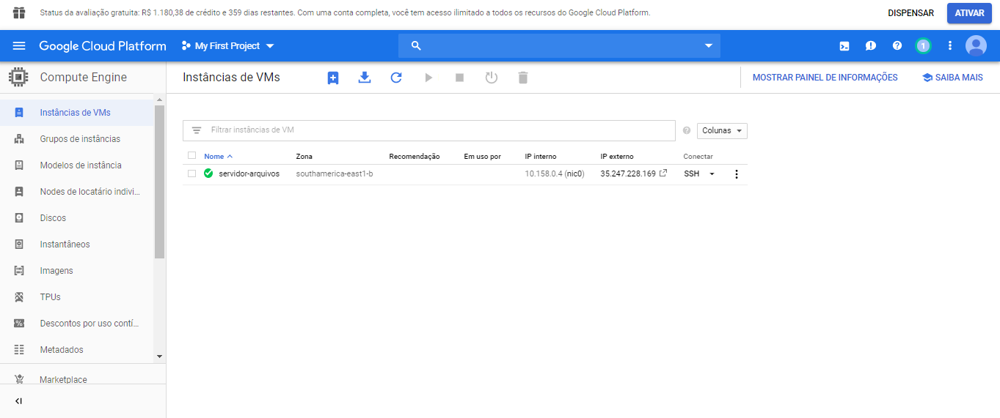 Status da avaliação gratuita: R$ 1.180,38 de crédito e 359 dias restantes. Com uma conta completa, você tem acesso ilimitado a todos os recursos do Google Cloud Platform.
DISPENSAR
ATIVAR
Google Cloud Platform
My First Project
1
Compute Engine
Instâncias de VMs
MOSTRAR PAINEL DE INFORMAÇÕES
SAIBA MAIS
Instâncias de VMs
Grupos de instâncias
Modelos de instância
Nodes de locatário indivi...
Discos
Instantâneos
Imagens
TPUs
Descontos por uso contí...
Metadados
Marketplace
Filtrar instâncias de VM
Colunas
Nome Zona Recomendação Em uso por IP interno IP externo Conectar
servidor-arquivos southamerica-east1-b 10.158.0.4 (nic0) 35.247.228.169 SSH